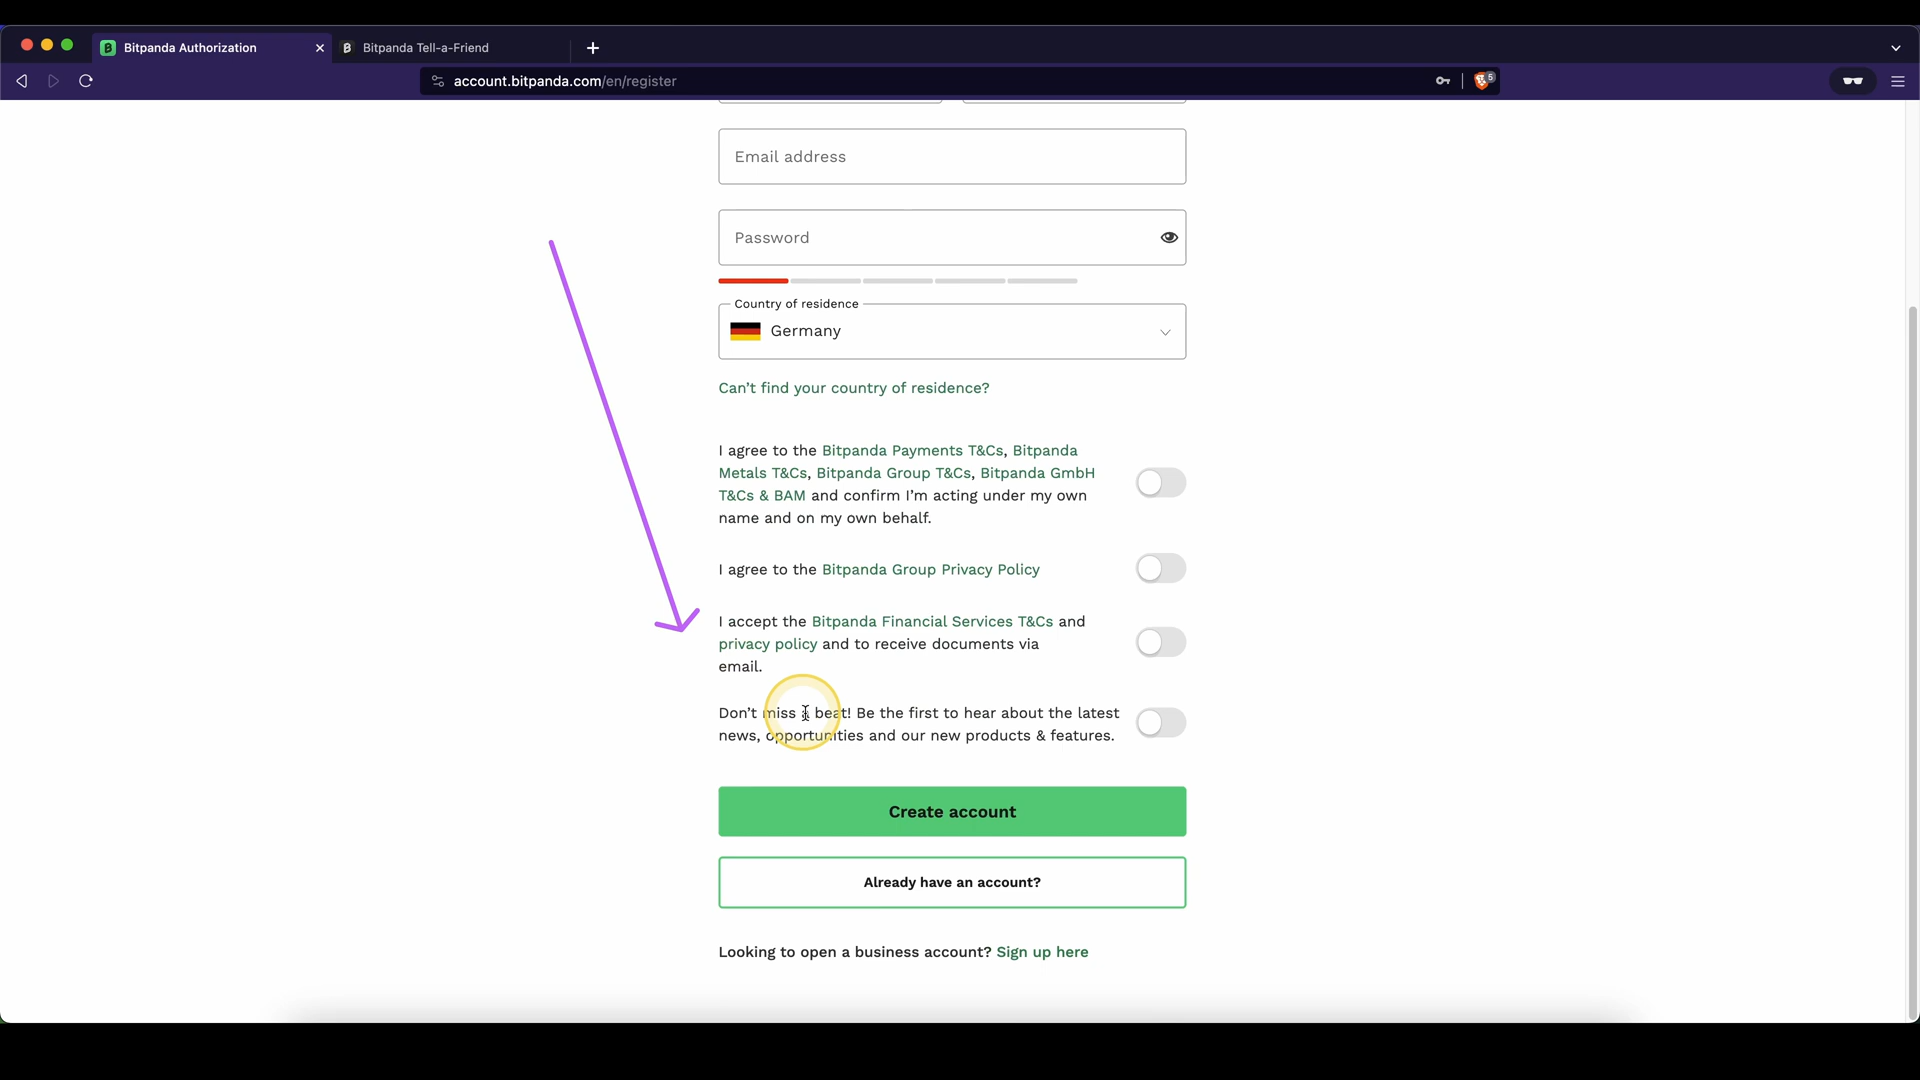 Bitpanda Authorization
Bitpanda Tell-a-Friend
account.bitpanda.com/en/register
5
Email address
Password
Country of residence
Germany
Can't find your country of residence?
I agree to the Bitpanda Payments T&Cs, Bitpanda
Metals T&Cs, Bitpanda Group T&Cs, Bitpanda GmbH
T&Cs & BAM and confirm I'm acting under my own
name and on my own behalf.
I agree to the Bitpanda Group Privacy Policy
I accept the Bitpanda Financial Services T&Cs and
privacy policy and to receive documents via
email.
Don't miss a beat! Be the first to hear about the latest
news, opportunities and our new products & features.
Create account
Already have an account?
Looking to open a business account? Sign up here